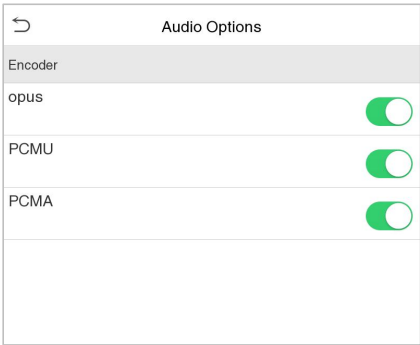 Audio Options
Encoder
opus
PCMU
PCMA